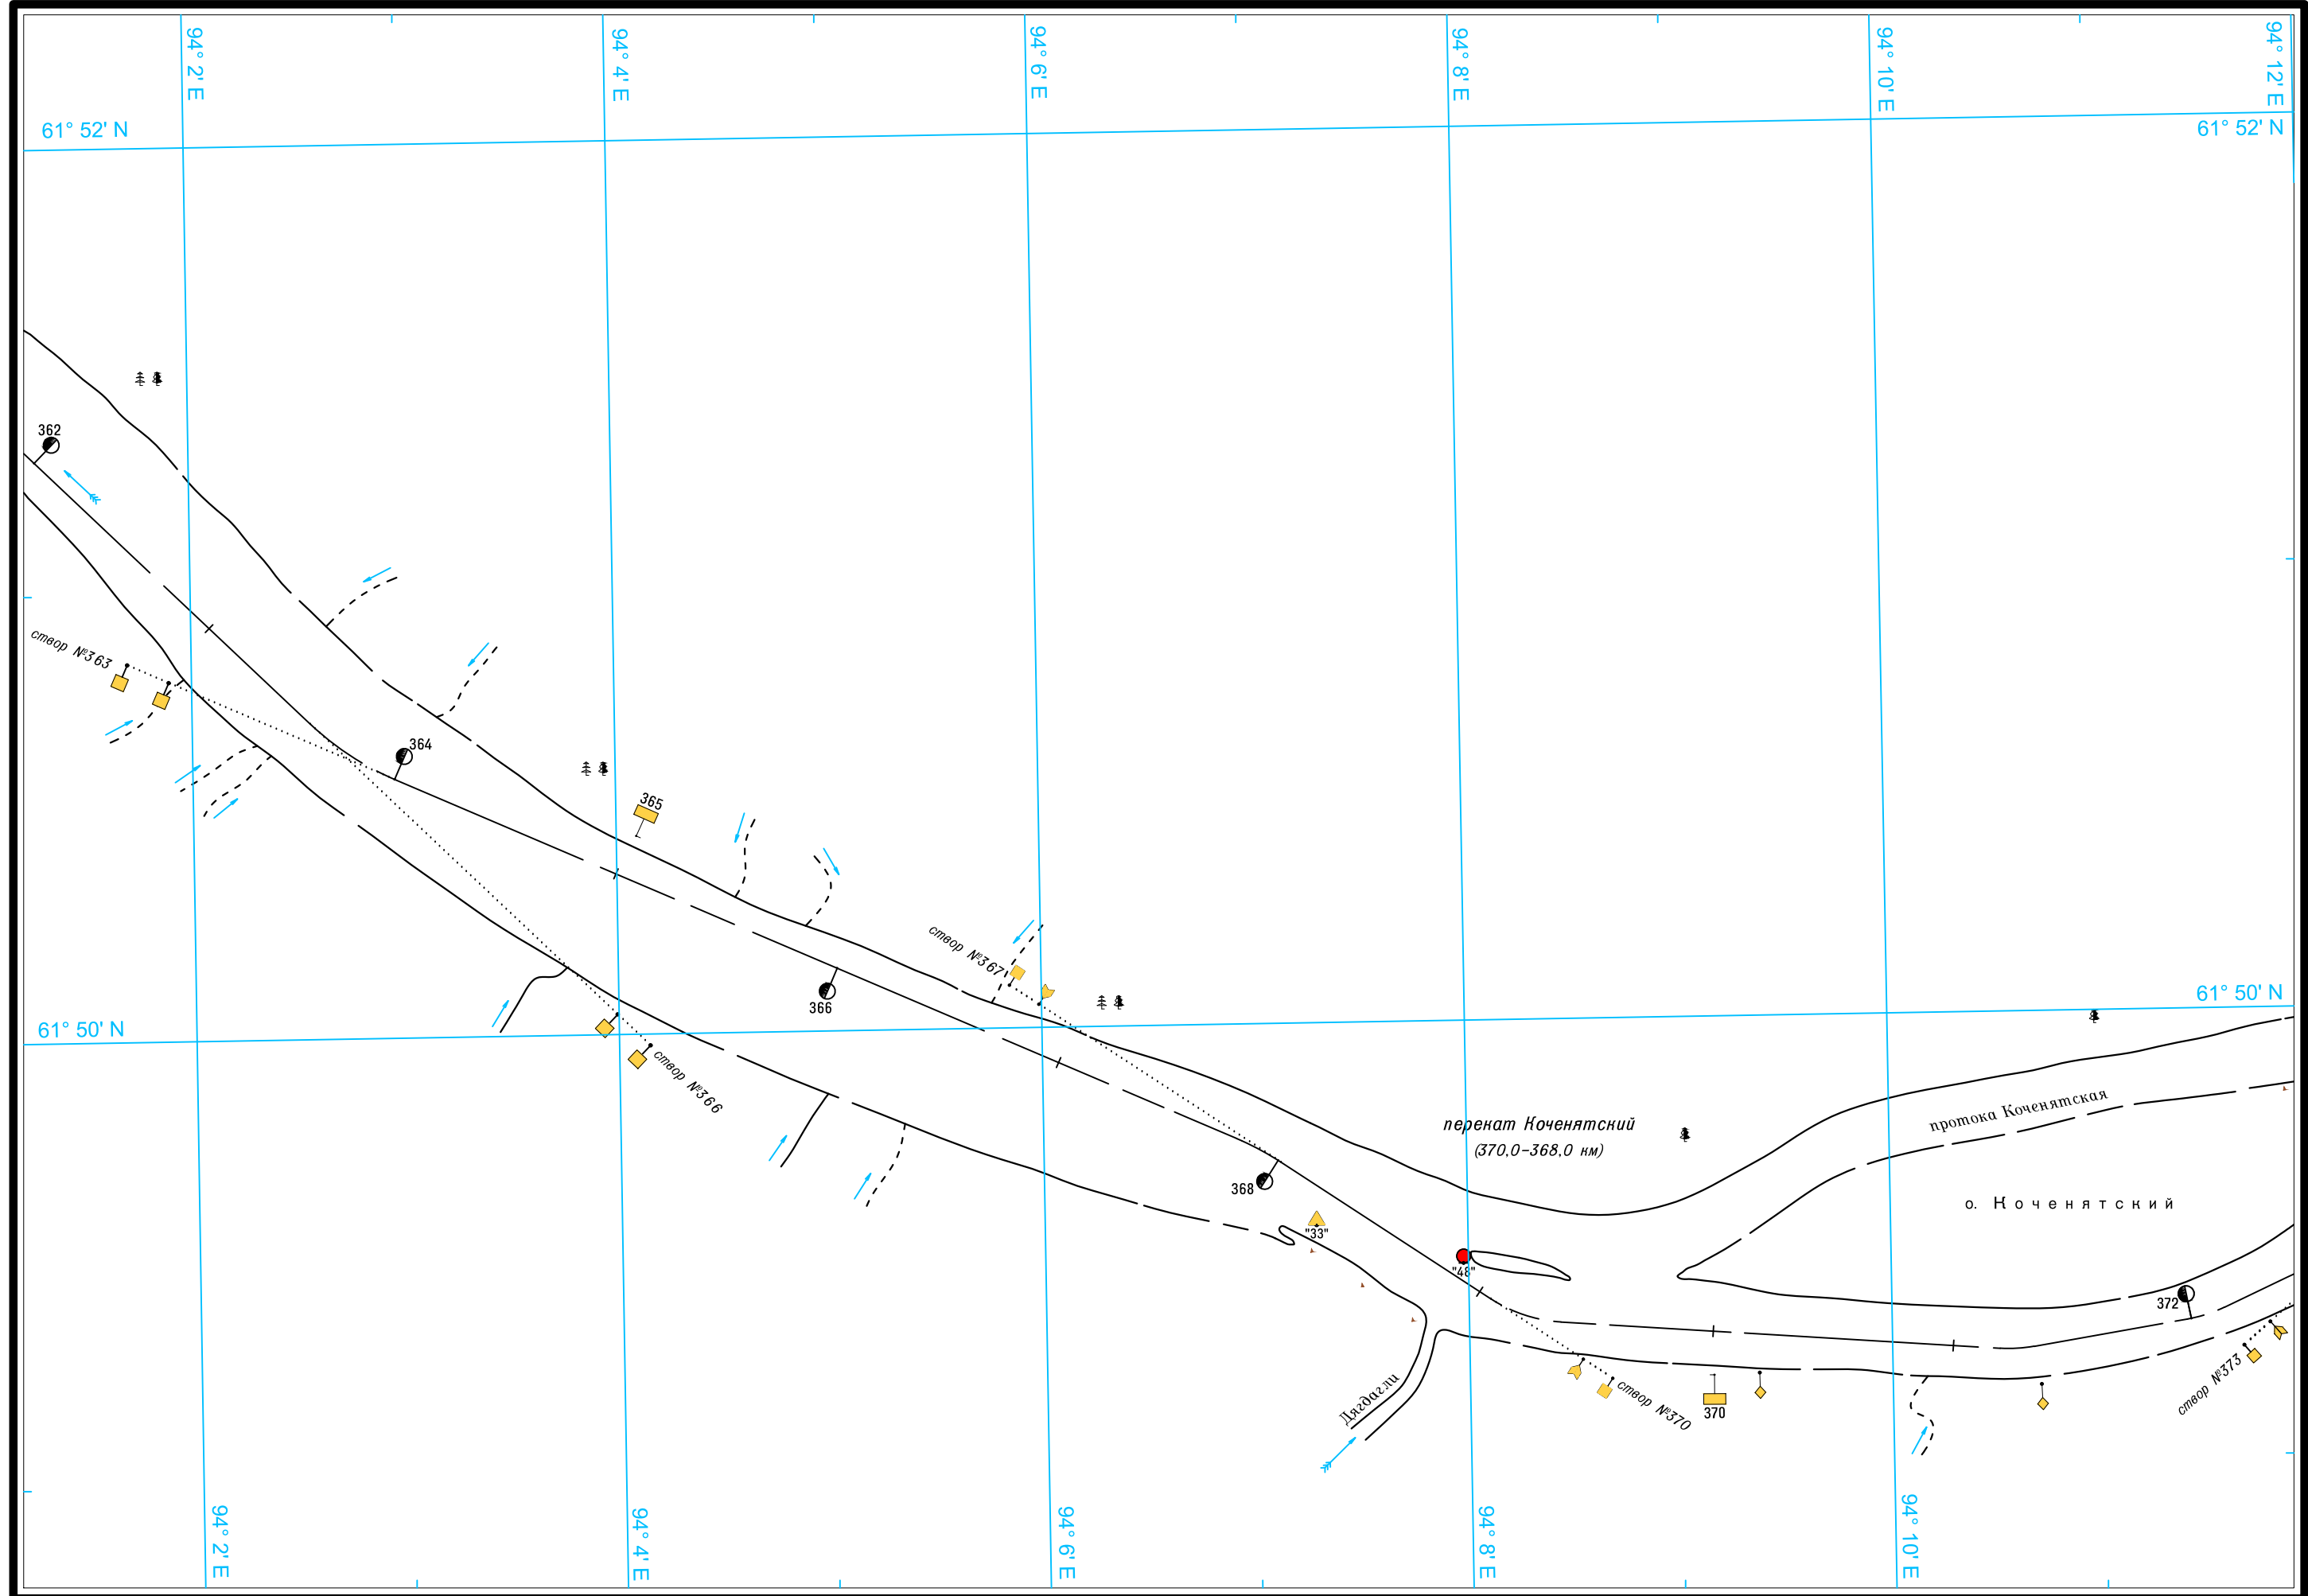 94° 2' E
94° 4' E
94° 6' E
94° 8' E
94° 10' E
94° 12' E
61° 52' N
61° 52' N
362
створ №363
364
365
створ №367
366
61° 50' N
61° 50' N
створ №366
перекат Коченятский
(370,0-368,0 км)
протока Коченятская
368
"33"
о. Коченятский
"48"
372
створ №373
Дягдагли
створ №370
370
94° 2' E
94° 4' E
94° 6' E
94° 8' E
94° 10' E